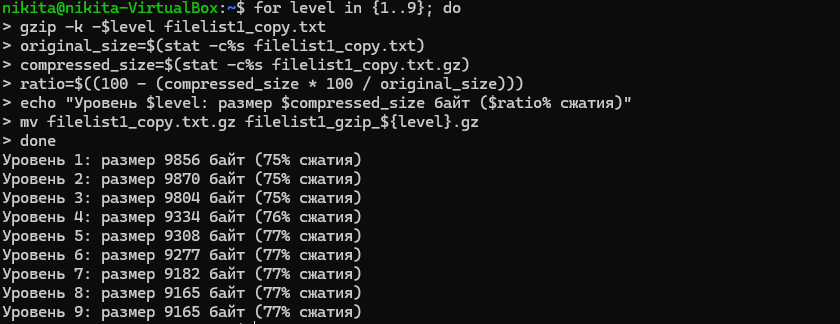 nikita@nikita-VirtualBox:~$ for level in {1..9}; do
> gzip -k -$level filelist1_copy.txt
> original_size=$(stat -c%s filelist1_copy.txt)
> compressed_size=$(stat -c%s filelist1_copy.txt.gz)
> ratio=$((100 - (compressed_size * 100 / original_size)))
> echo "Уровень $level: размер $compressed_size байт ($ratio% сжатия)"
> mv filelist1_copy.txt.gz filelist1_gzip_${level}.gz
> done
Уровень 1: размер 9856 байт (75% сжатия)
Уровень 2: размер 9870 байт (75% сжатия)
Уровень 3: размер 9804 байт (75% сжатия)
Уровень 4: размер 9334 байт (76% сжатия)
Уровень 5: размер 9308 байт (77% сжатия)
Уровень 6: размер 9277 байт (77% сжатия)
Уровень 7: размер 9182 байт (77% сжатия)
Уровень 8: размер 9165 байт (77% сжатия)
Уровень 9: размер 9165 байт (77% сжатия)